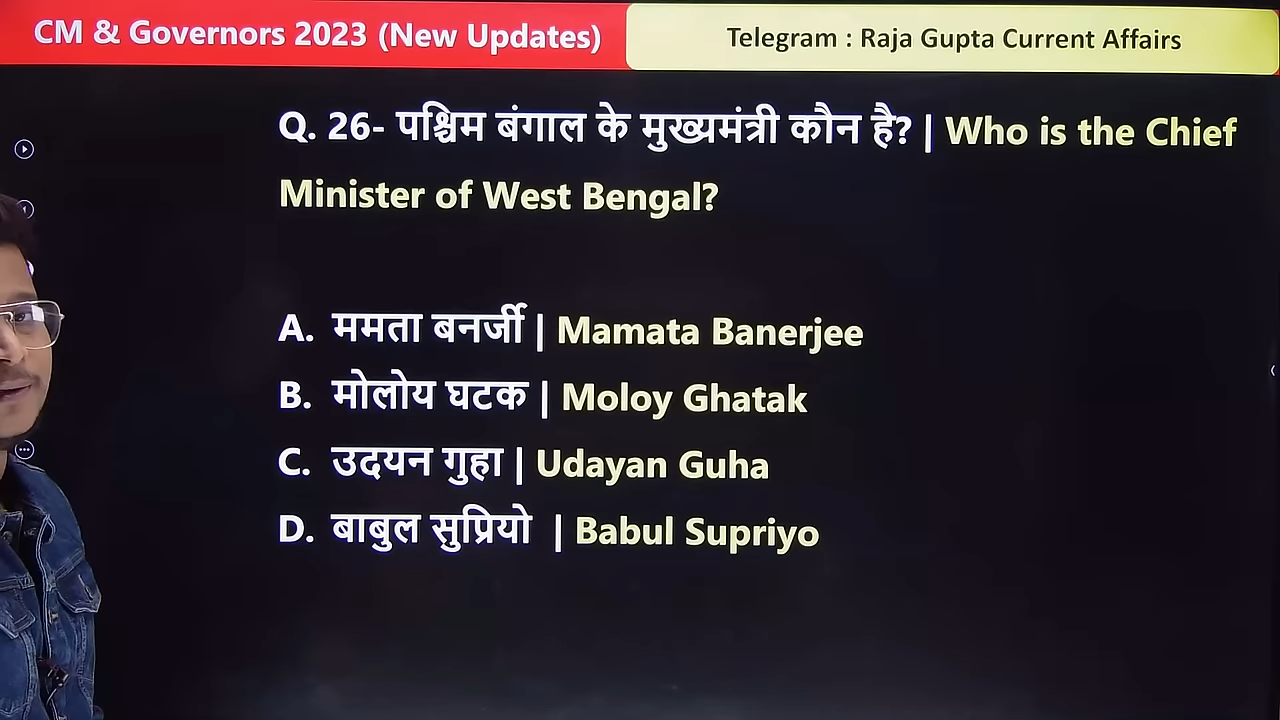 CM & Governors 2023 (New Updates)
Telegram : Raja Gupta Current Affairs
Q. 26- पश्चिम बंगाल के मुख्यमंत्री कौन है? | Who is the Chief
Minister of West Bengal?
A. ममता बनर्जी | Mamata Banerjee
B. मोलोय घटक | Moloy Ghatak
C. उदयन गुहा | Udayan Guha
D. बाबुल सुप्रियो | Babul Supriyo